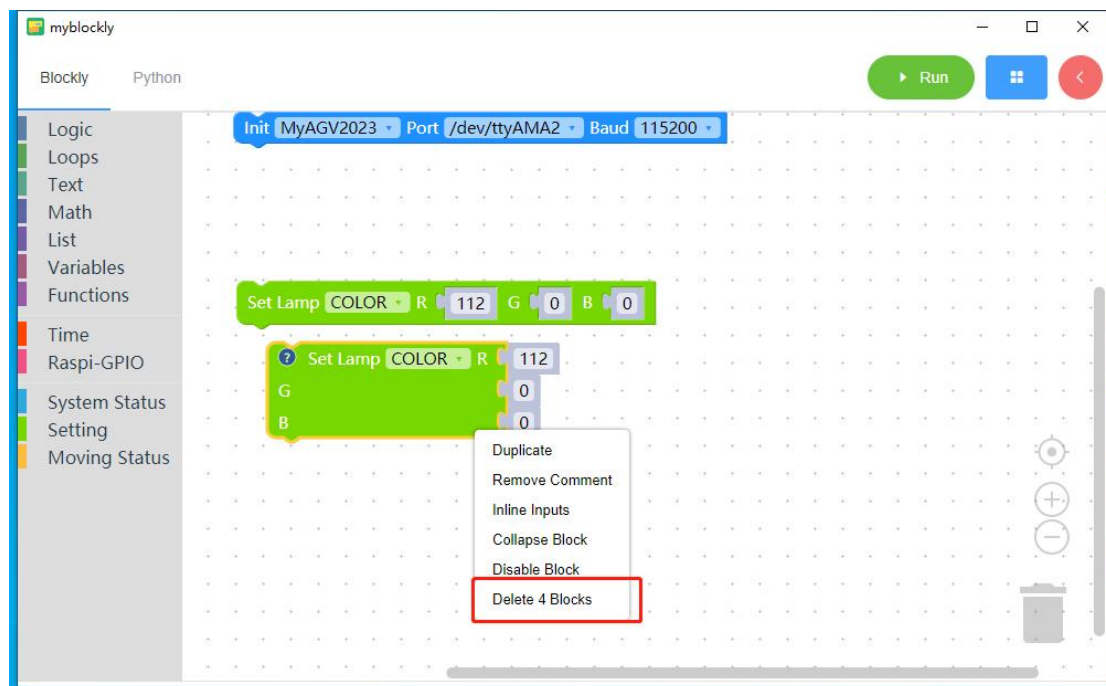 myblockly
Blockly Python
Run
Logic
Loops
Text
Math
List
Variables
Functions
Time
Raspi-GPIO
System Status
Setting
Moving Status
Init MyAGV2023 Port /dev/ttyAMA2 Baud 115200
Set Lamp COLOR R 112 G 0 B 0
? Set Lamp COLOR R 112
G 0
B 0
Duplicate
Remove Comment
Inline Inputs
Collapse Block
Disable Block
Delete 4 Blocks